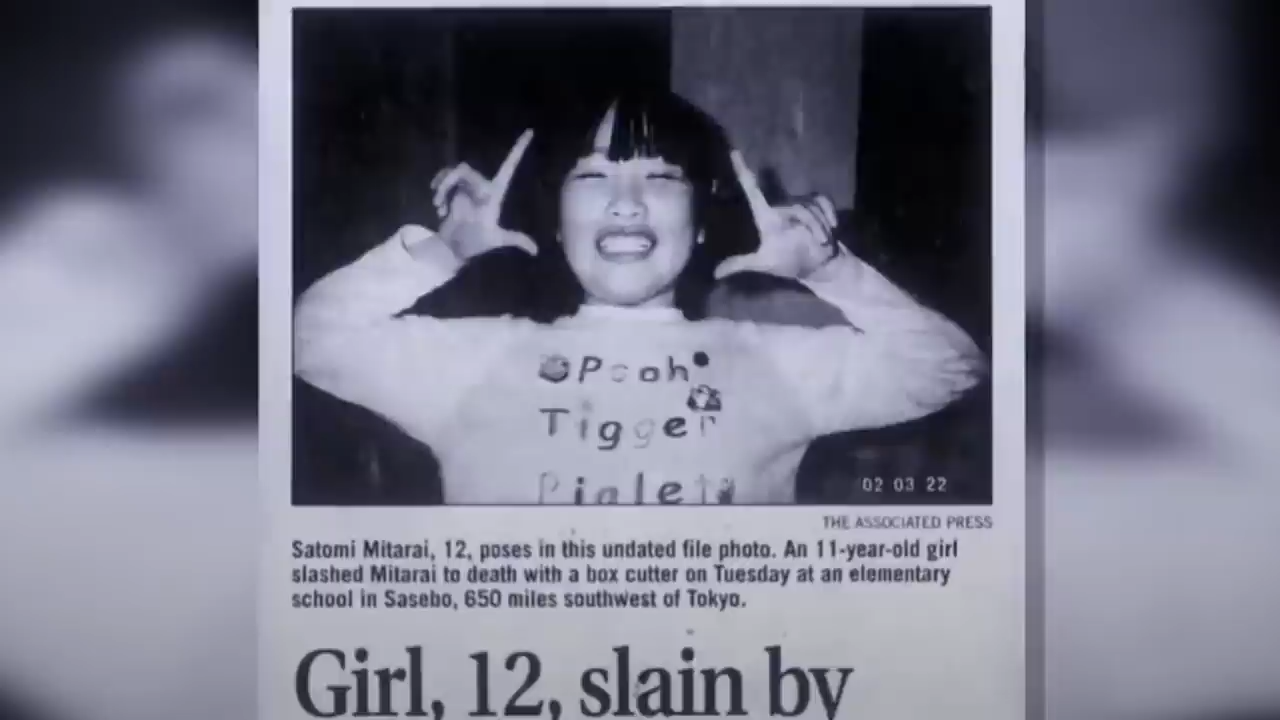 Pooh
Tigger
Piglet
02 03 22
THE ASSOCIATED PRESS
Satomi Mitarai, 12, poses in this undated file photo. An 11-year-old girl
slashed Mitarai to death with a box cutter on Tuesday at an elementary
school in Sasebo, 650 miles southwest of Tokyo.
Girl, 12, slain by